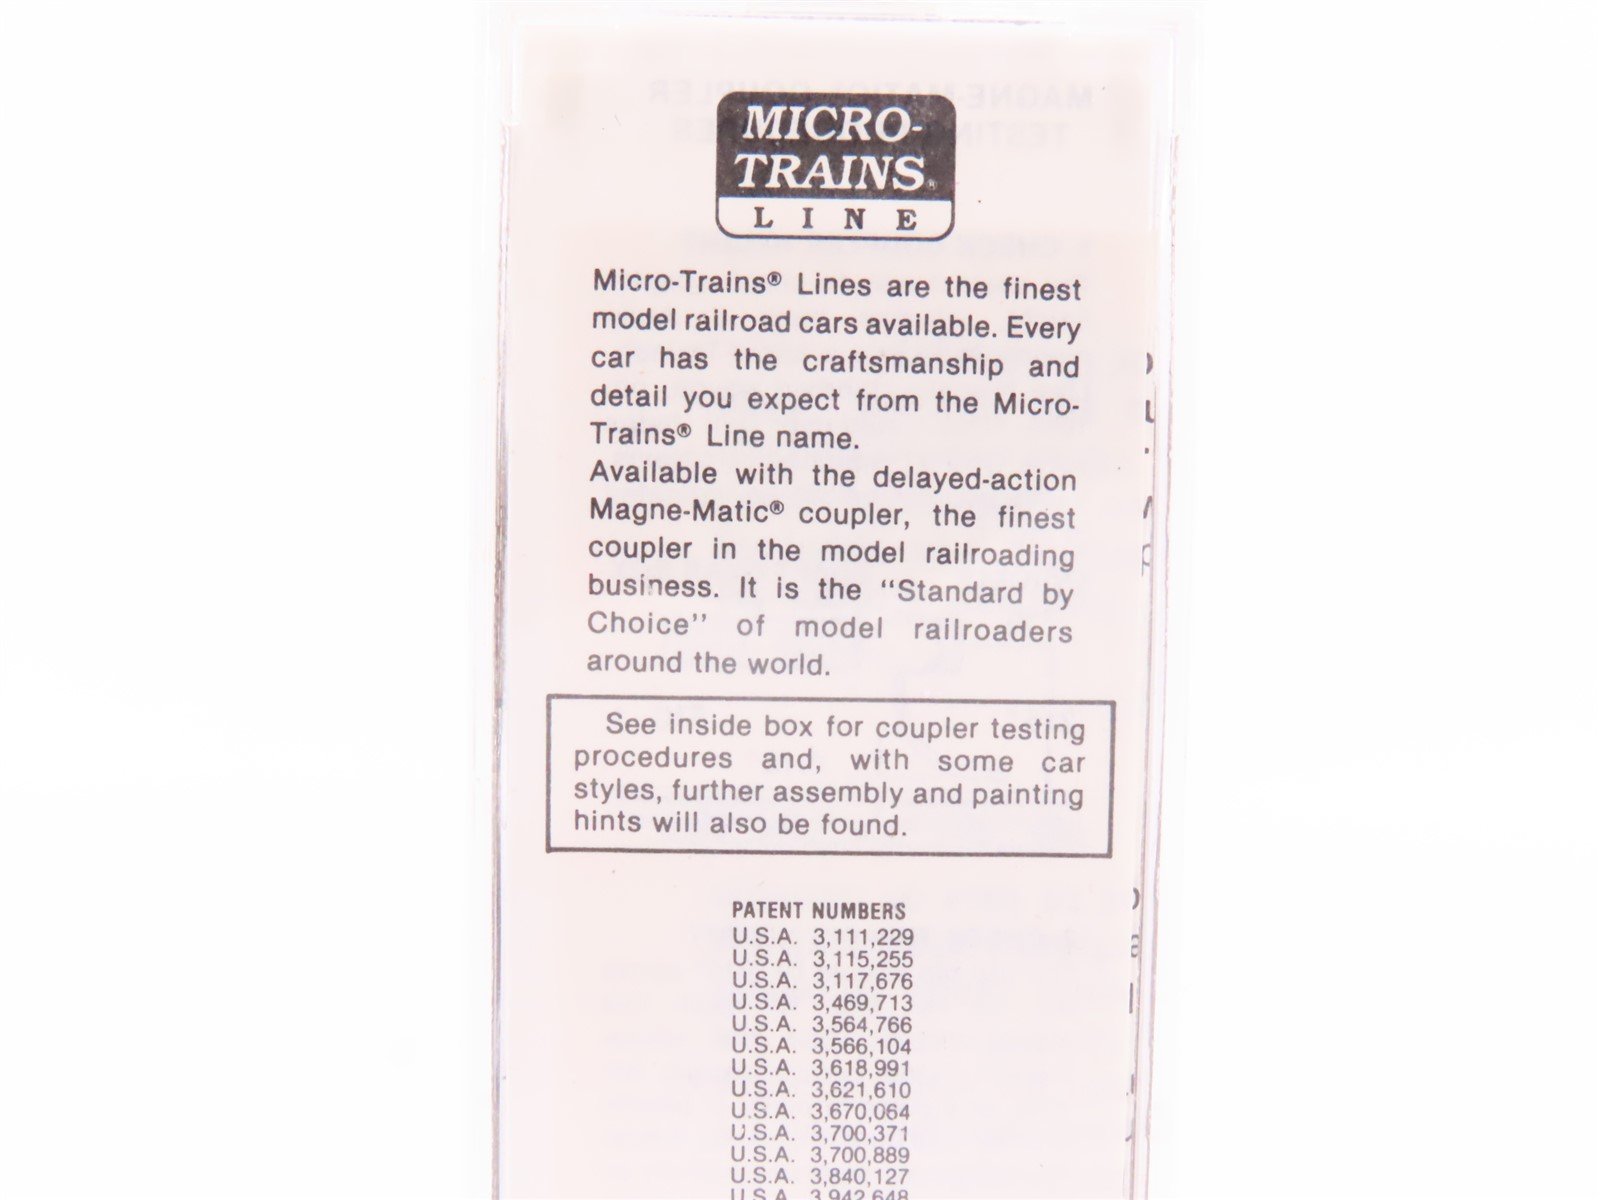 MICRO-
TRAINS®
LINE
Micro-Trains® Lines are the finest
model railroad cars available. Every
car has the craftsmanship and
detail you expect from the Micro-
Trains® Line name.
Available with the delayed-action
Magne-Matic® coupler, the finest
coupler in the model railroading
business. It is the “Standard by
Choice” of model railroaders
around the world.
See inside box for coupler testing
procedures and, with some car
styles, further assembly and painting
hints will also be found.
PATENT NUMBERS
U.S.A. 3,111,229
U.S.A. 3,115,255
U.S.A. 3,117,676
U.S.A. 3,469,713
U.S.A. 3,564,766
U.S.A. 3,566,104
U.S.A. 3,618,991
U.S.A. 3,621,610
U.S.A. 3,670,064
U.S.A. 3,700,371
U.S.A. 3,700,889
U.S.A. 3,840,127
U.S.A. 3,942,648